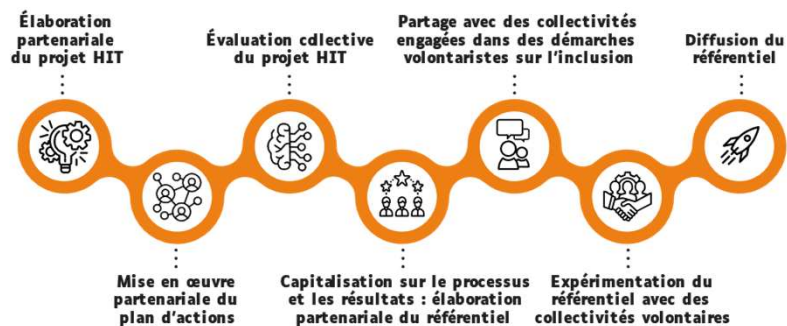 Élaboration
partenariale
du projet HIT
Mise en œuvre
partenariale du
plan d'actions
Évaluation cdlective
du projet HIT
Capitalisation sur le processus
et les résultats : élaboration
partenariale du référentiel
Partage avec des collectivités
engagées dans des démarches
volontaristes sur l'inclusion
Expérimentation du
référentiel avec des
collectivités volontaires
Diffusion du
référentiel